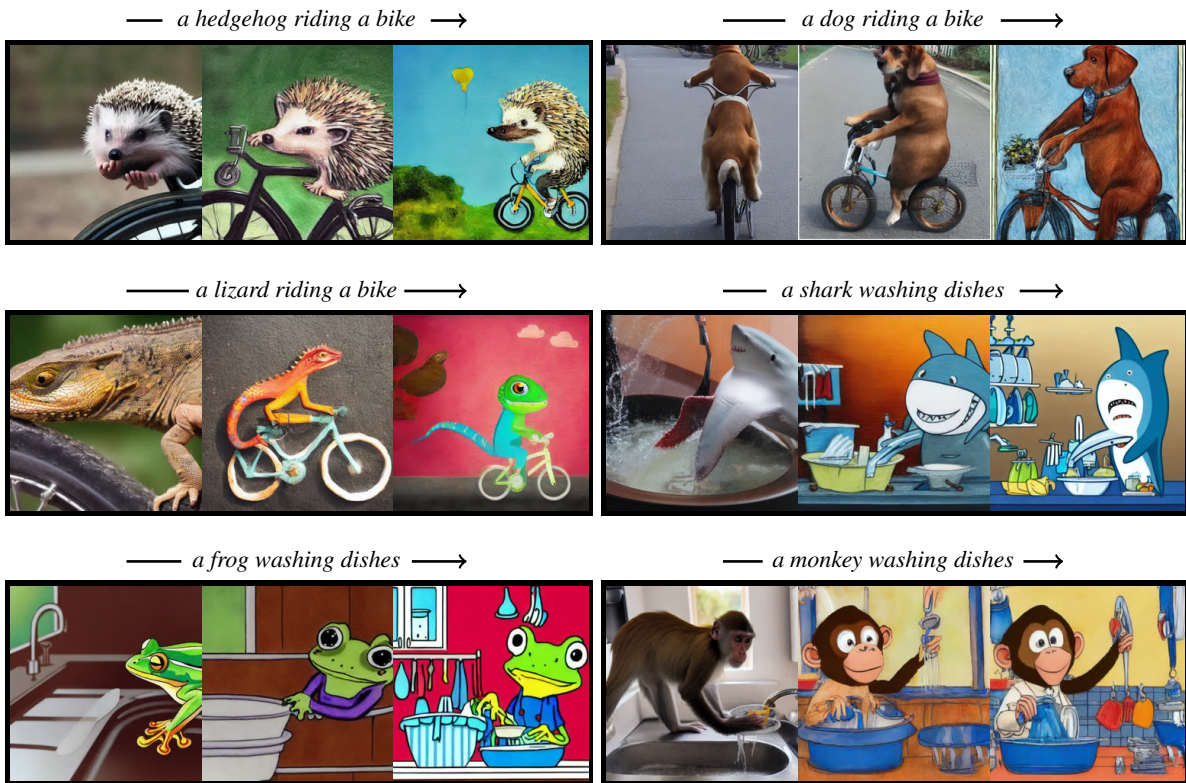 a hedgehog riding a bike
a dog riding a bike
a lizard riding a bike
a shark washing dishes
a frog washing dishes
a monkey washing dishes